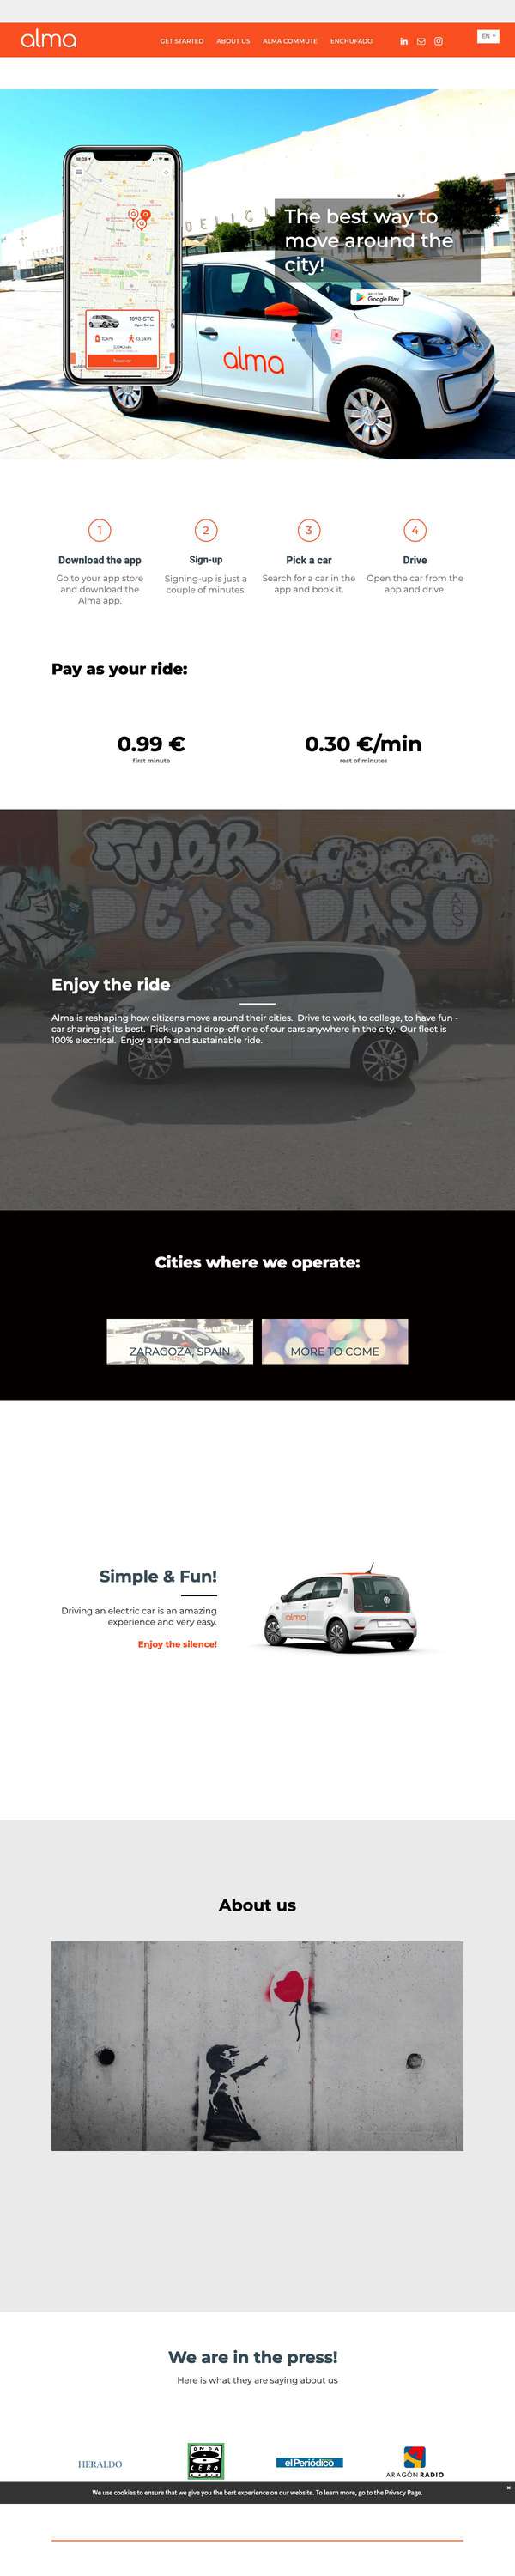 alma
GET STARTED
ABOUT US
ALMA COMMUTE
ENCHUFADO
in
EN
The best way to
move around the
city!
Google Play
1093-STC
10km
13.5km
alma
1
2
3
4
Download the app
Sign-up
Pick a car
Drive
Go to your app store
and download the
Alma app.
Signing-up is just a
couple of minutes.
Search for a car in the
app and book it.
Open the car from the
app and drive.
Pay as your ride:
0.99 €
first minute
0.30 €/min
rest of minutes
Enjoy the ride
Alma is reshaping how citizens move around their cities. Drive to work, to college, to have fun -
car sharing at its best. Pick-up and drop-off one of our cars anywhere in the city. Our fleet is
100% electrical. Enjoy a safe and sustainable ride.
Cities where we operate:
ZARAGOZA, SPAIN
MORE TO COME
Simple & Fun!
Driving an electric car is an amazing
experience and very easy.
Enjoy the silence!
alma
About us
We are in the press!
Here is what they are saying about us
HERALDO
ONDA
CERO
RADIO
elPeriódico
ARAGÓN RADIO
We use cookies to ensure that we give you the best experience on our website. To learn more, go to the Privacy Page.